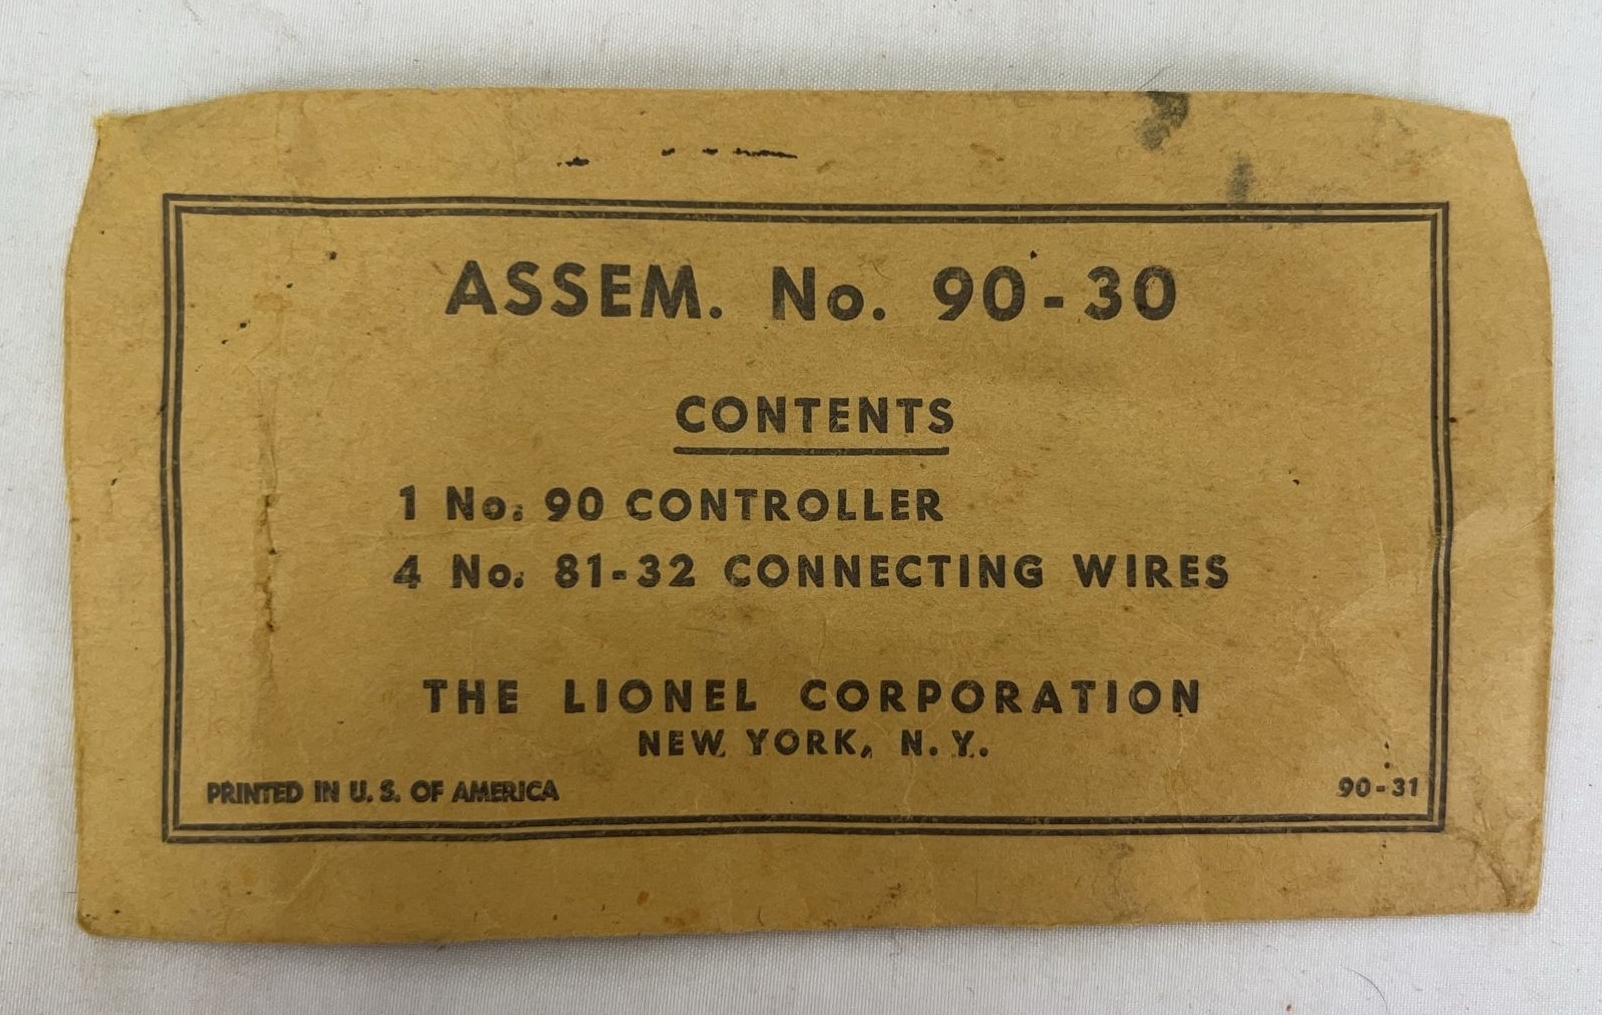 ASSEM. No. 90-30
CONTENTS
1 No. 90 CONTROLLER
4 No. 81-32 CONNECTING WIRES
THE LIONEL CORPORATION
NEW YORK, N. Y.
PRINTED IN U. S. OF AMERICA
90-31